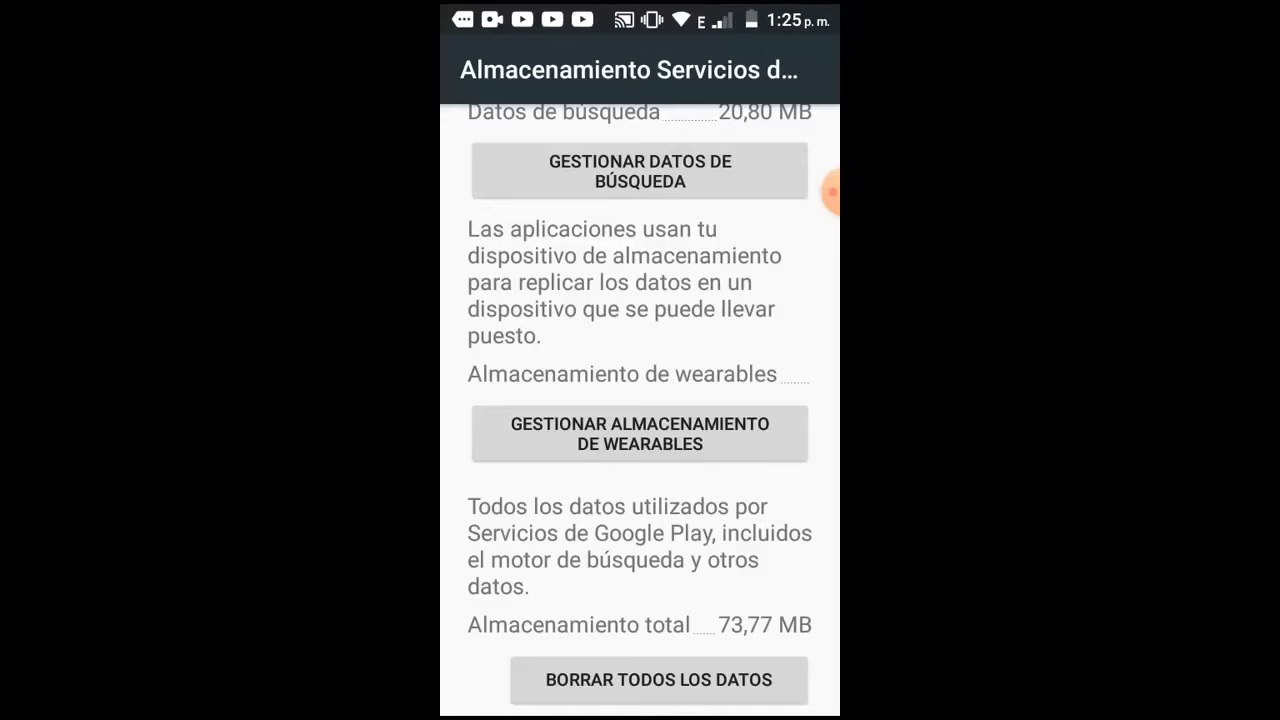 1:25 p. m.
Almacenamiento Servicios d...
Datos de búsqueda 20,80 MB
GESTIONAR DATOS DE
BÚSQUEDA
Las aplicaciones usan tu
dispositivo de almacenamiento
para replicar los datos en un
dispositivo que se puede llevar
puesto.
Almacenamiento de wearables
GESTIONAR ALMACENAMIENTO
DE WEARABLES
Todos los datos utilizados por
Servicios de Google Play, incluidos
el motor de búsqueda y otros
datos.
Almacenamiento total 73,77 MB
BORRAR TODOS LOS DATOS